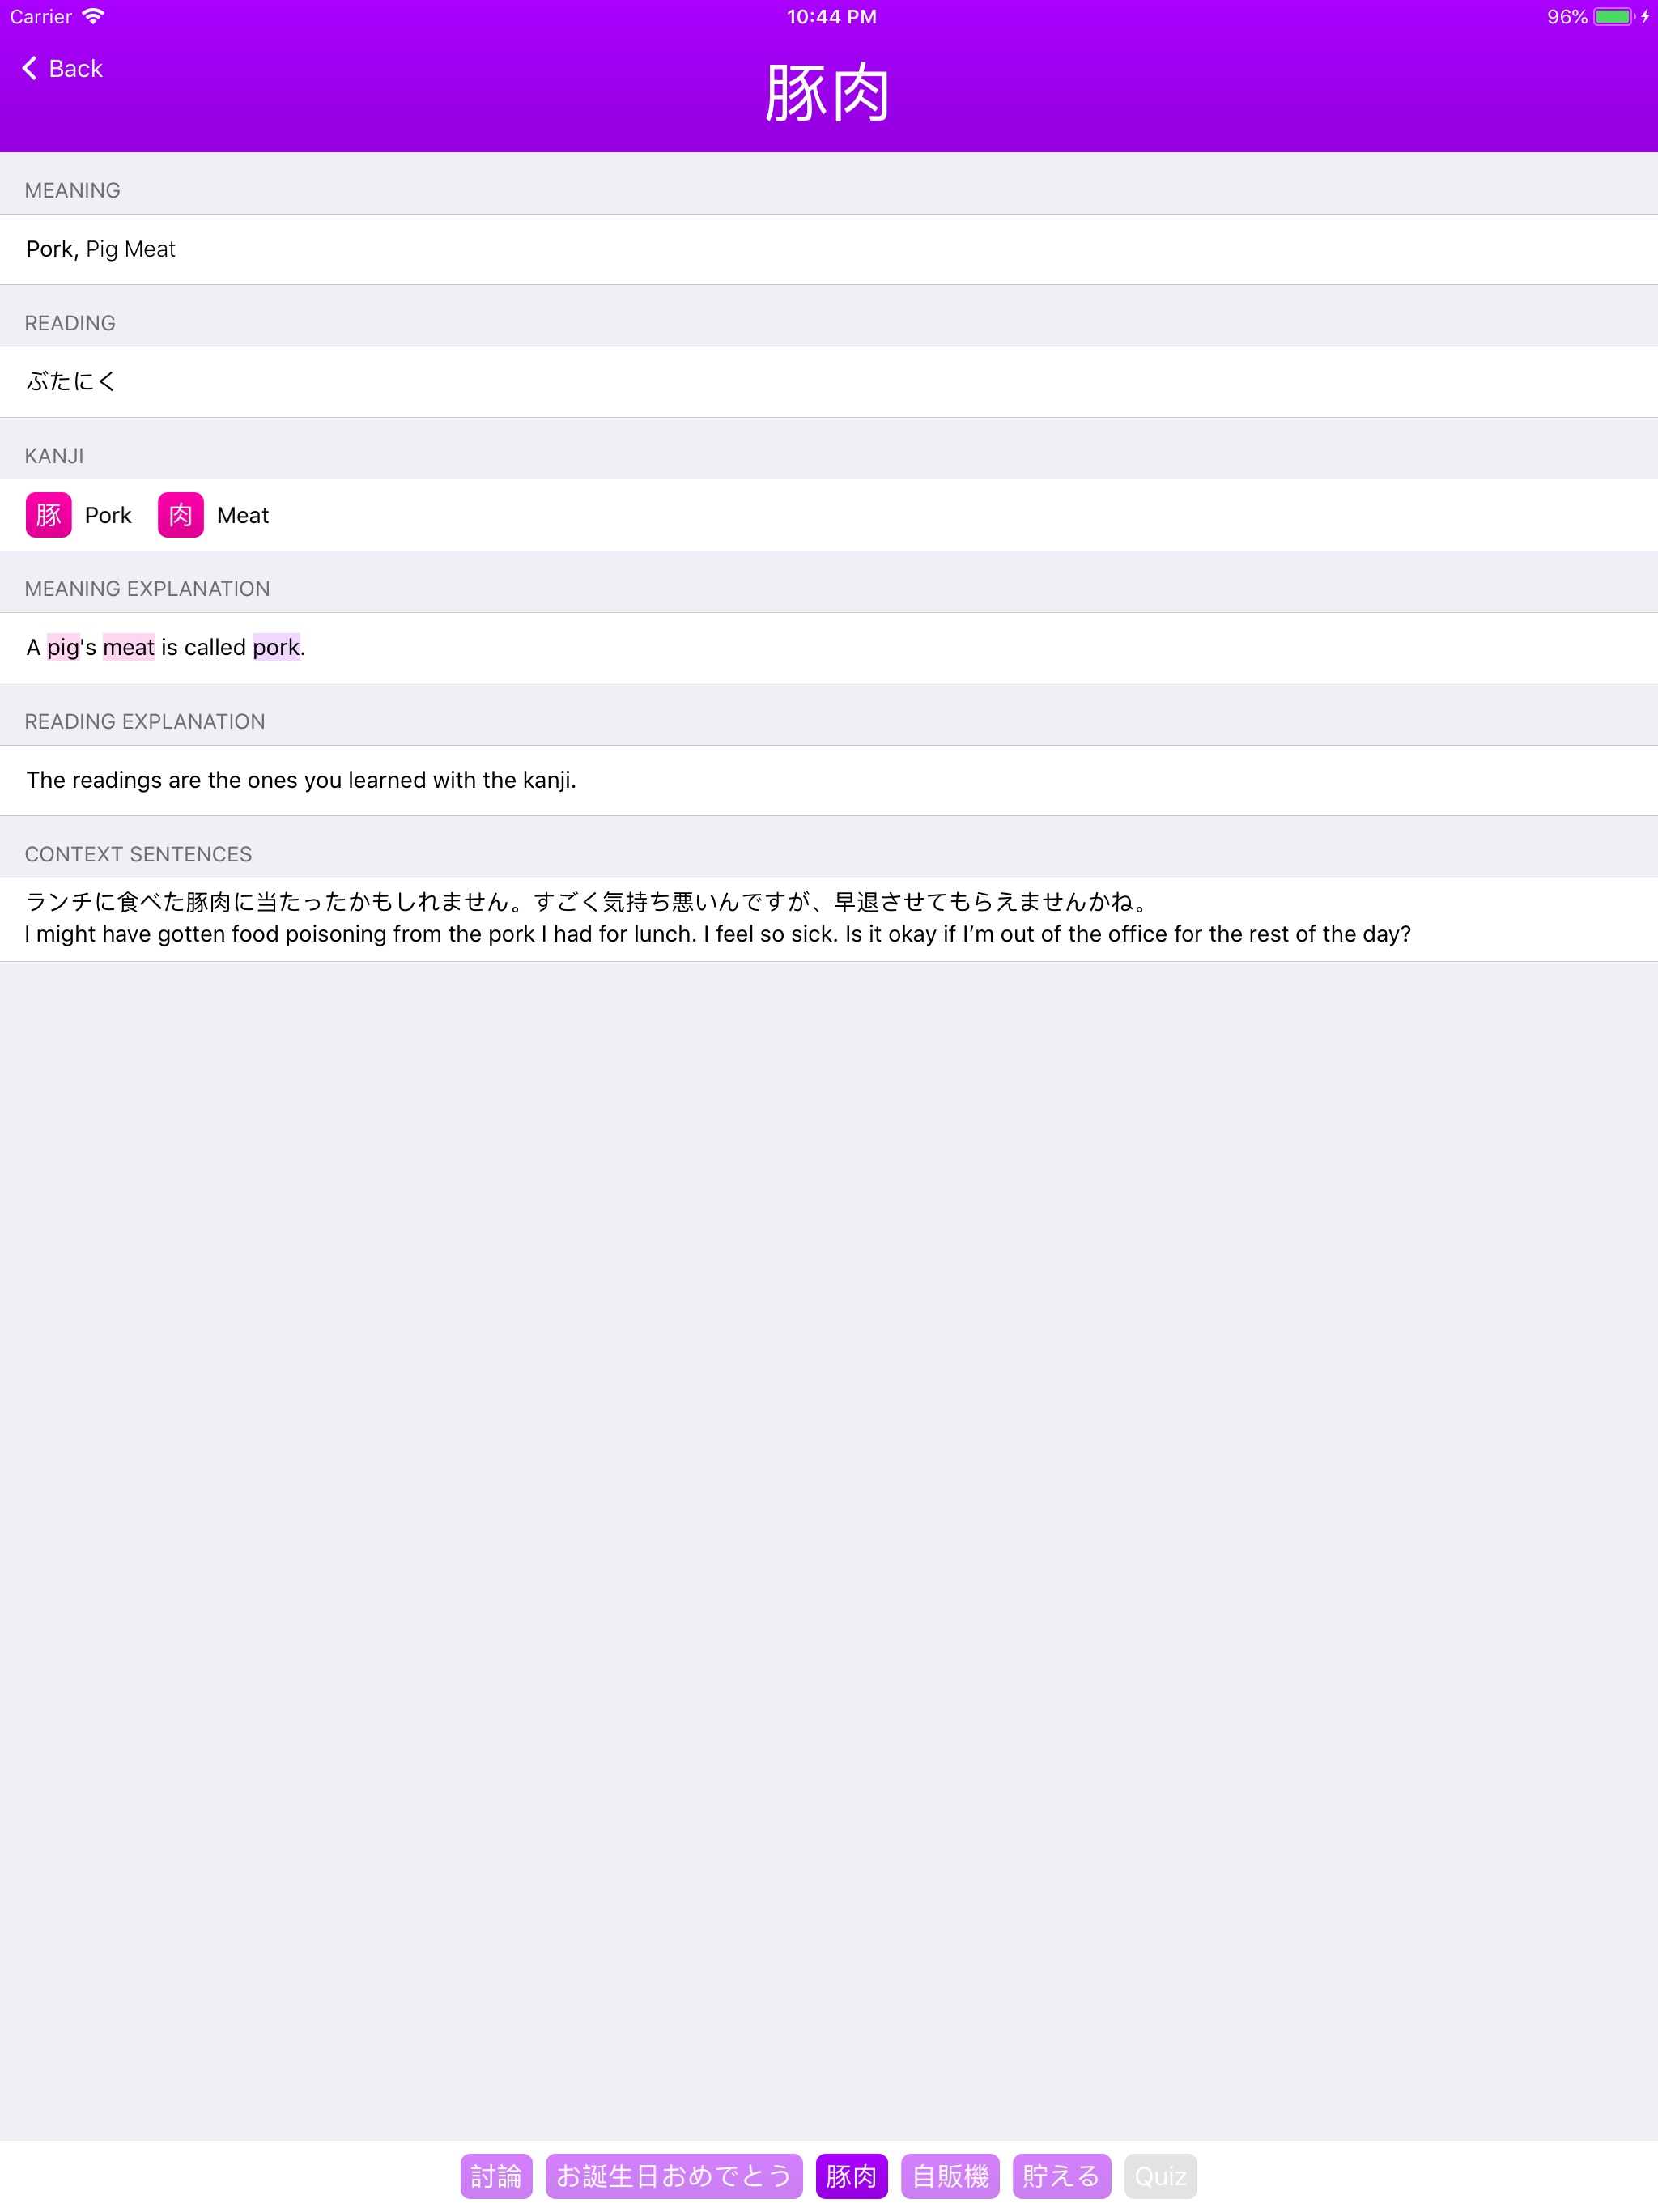 Carrier 10:44 PM 96%
Back
豚肉
MEANING
Pork, Pig Meat
READING
ぶたにく
KANJI
豚 Pork 肉 Meat
MEANING EXPLANATION
A pig's meat is called pork.
READING EXPLANATION
The readings are the ones you learned with the kanji.
CONTEXT SENTENCES
ランチに食べた豚肉に当たったかもしれません。すごく気持ち悪いんですが、早退させてもらえませんかね。
I might have gotten food poisoning from the pork I had for lunch. I feel so sick. Is it okay if I’m out of the office for the rest of the day?
討論 お誕生日おめでとう 豚肉 自販機 貯える Quiz